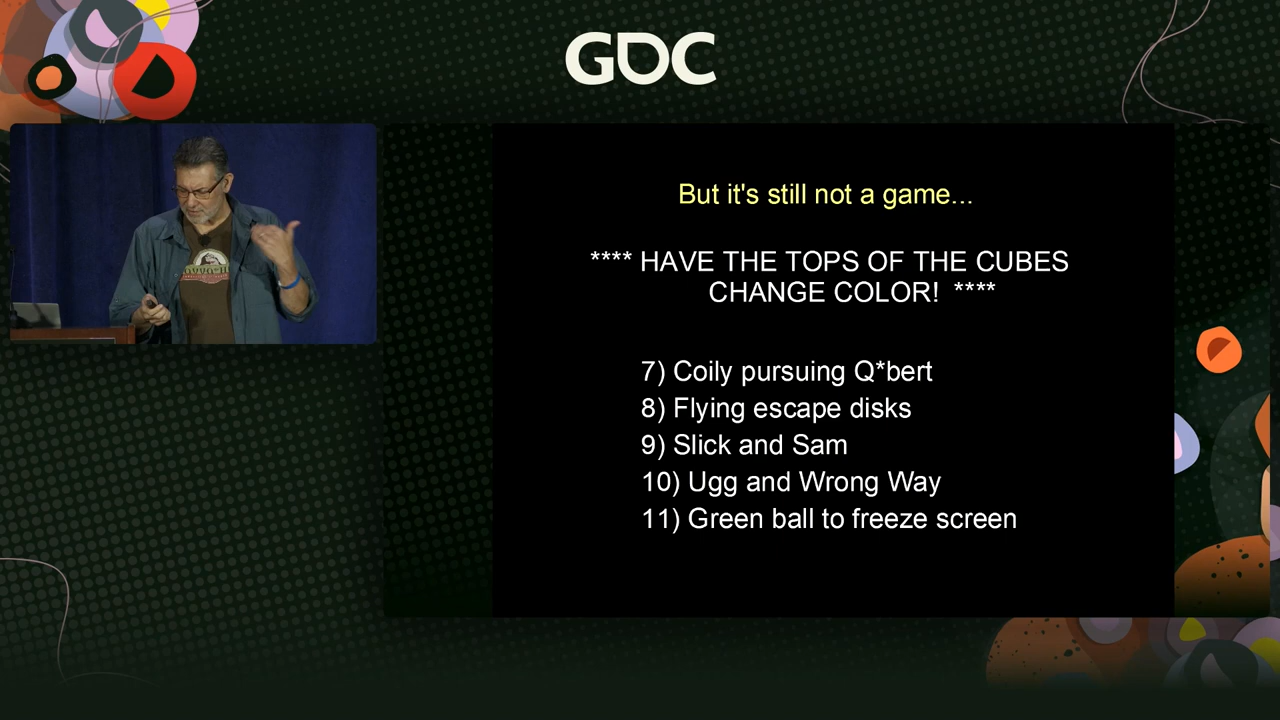 GDC
But it's still not a game...
**** HAVE THE TOPS OF THE CUBES
CHANGE COLOR! ****
7) Coily pursuing Q*bert
8) Flying escape disks
9) Slick and Sam
10) Ugg and Wrong Way
11) Green ball to freeze screen